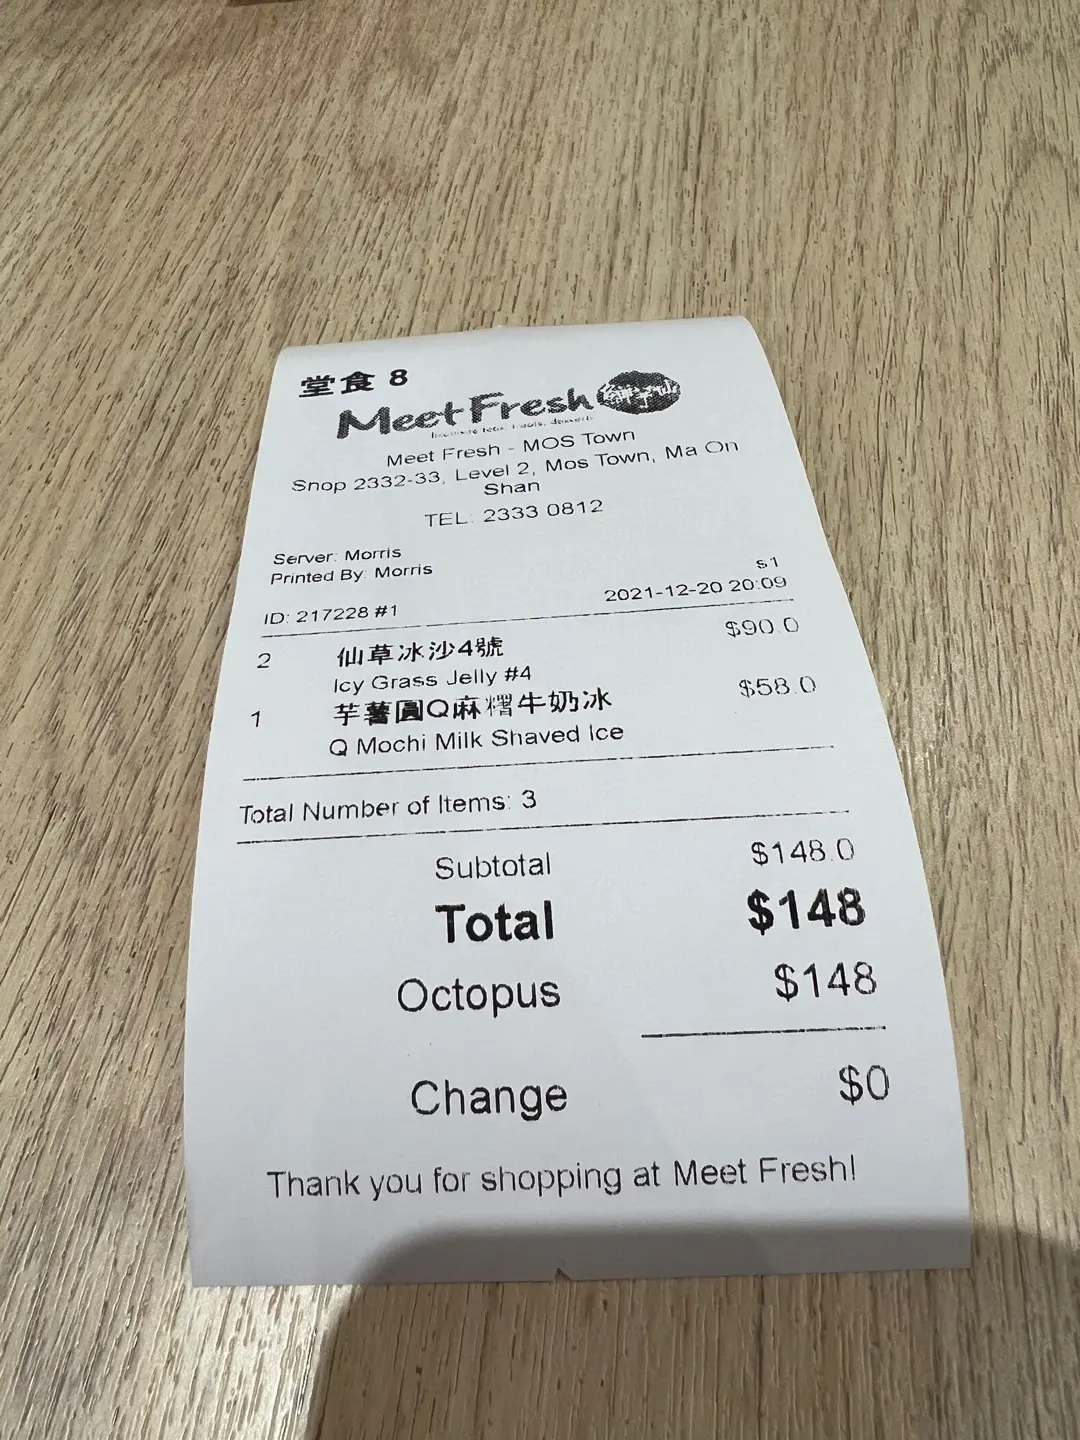 堂食 8
Meet Fresh
Meet Fresh - MOS Town
Shop 2332-33, Level 2, Mos Town, Ma On
Shan
TEL: 2333 0812
Server: Morris
Printed By: Morris
s1
ID: 217228 #1 2021-12-20 20:09
2 仙草冰沙4號 $90.0
Icy Grass Jelly #4
1 芋薯圓Q麻糬牛奶冰 $58.0
Q Mochi Milk Shaved Ice
Total Number of Items: 3
Subtotal $148.0
Total $148
Octopus $148
Change $0
Thank you for shopping at Meet Fresh!